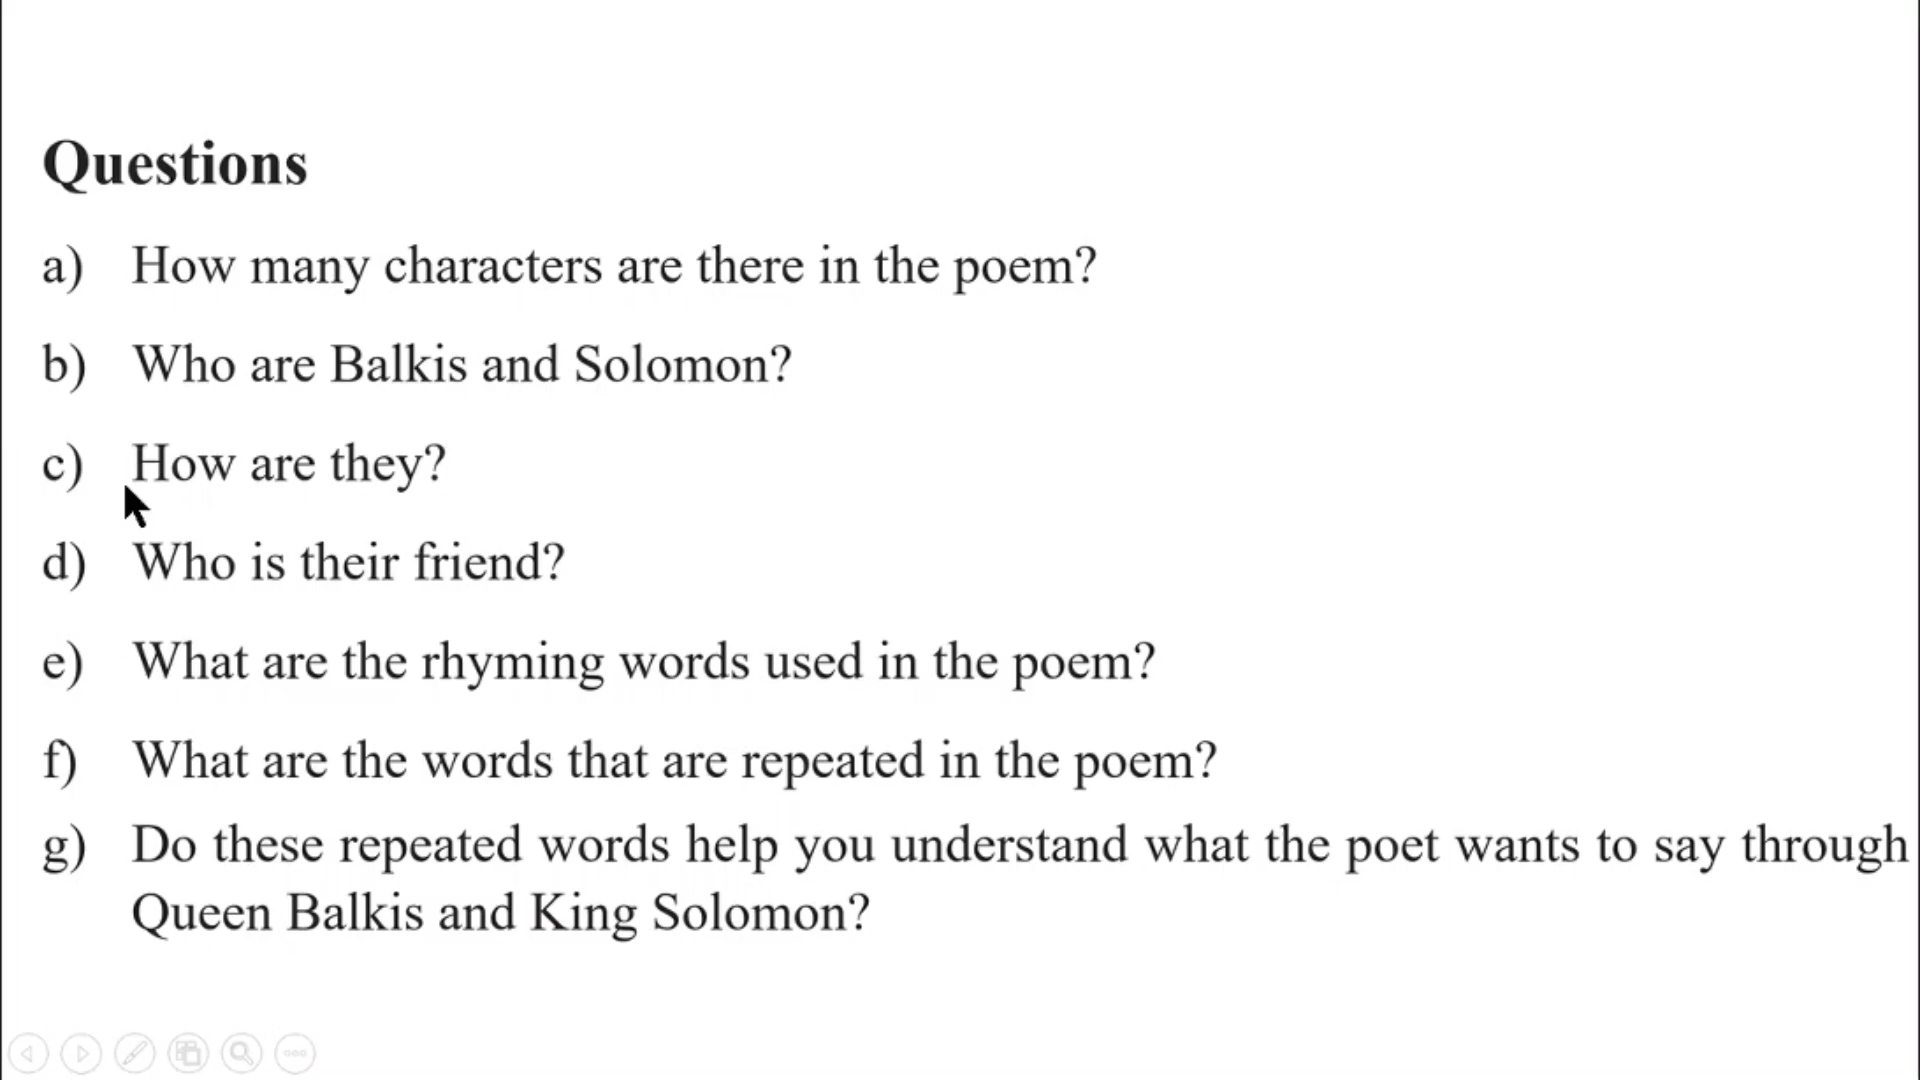 Questions
a) How many characters are there in the poem?
b) Who are Balkis and Solomon?
c) How are they?
d) Who is their friend?
e) What are the rhyming words used in the poem?
f) What are the words that are repeated in the poem?
g) Do these repeated words help you understand what the poet wants to say through
Queen Balkis and King Solomon?